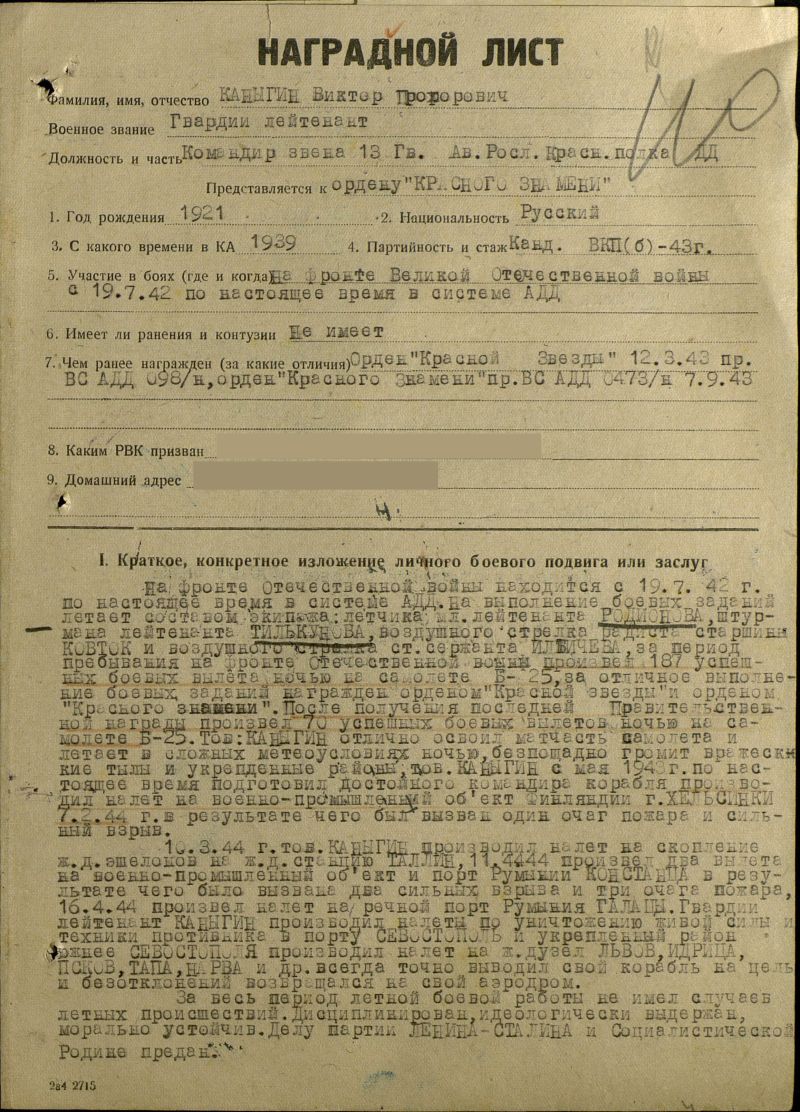 НАГРАДНОЙ ЛИСТ
Фамилия, имя, отчество КАНЫГИН Виктор Прохорович
Военное звание Гвардии лейтенант
Должность и часть Командир звена 13 Гв. Ав.Росл.Красн.полка АДД
Представляется к ордену "КРАСНОГО ЗНАМЕНИ"
1. Год рождения 1921 2. Национальность Русский
3. С какого времени в КА 1939 4. Партийность и стаж Канд. ВКП(б)-43г.
5. Участие в боях (где и когда) на фронте Великой Отечественной войны
с 19.7.42 по настоящее время в системе АДД
6. Имеет ли ранения и контузии Не имеет
7. Чем ранее награжден (за какие отличия) Орден "Красной Звезды" 12.3.43 пр.
ВС АДД 098/н, орден "Красного Знамени" пр.ВС АДД 0473/н 7.9.43
8. Каким РВК призван
9. Домашний адрес
I. Краткое, конкретное изложение личного боевого подвига или заслуг
На фронте Отечественной войны находится с 19.7. 42 г.
по настоящее время в системе АДД.на выполнение боевых заданий
летает составом экипажа:летчика мл.лейтенанта РОДИОНОВА,штур-
мана лейтенанта ТИЛЬКУНОВА,воздушного стрелка радиста старшины
КОВТОК и воздушного стрелка ст.сержанта ИЛЬИЧЕВА,за период
пребывания на фронте Отечественной войны произвел 187 успеш-
ных боевых вылета ночью на самолете Б-25,за отличное выполне-
ние боевых заданий награжден орденом "Красной звезды"и орденом
"Красного знамени".После получения последней Правительствен-
ной награды произвел 70 успешных боевых вылетов ночью на са-
молете Б-25.Тов:КАНЫГИН отлично освоил матчасть самолета и
летает в сложных метеоусловиях ночью,безпощадно громит вражеск
кие тылы и укрепленные районы,тов.КАНЫГИН с мая 1943г.по нас-
тоящее время подготовил достойного командира корабля произво-
дил налет на военно-промышленный об'ект Финляндии г.ХЕЛЬСИНКИ
7.2.44 г.в результате чего был вызван один очаг пожара и силь-
ный взрыв.
10.3.44 г.тов.КАНЫГИН производил налет на скопление
ж.д.эшелонов на ж.д.станцию ТАЛЛИН,11.4.44 произвел два вылета
на военно-промышленный об'ект и порт Румынии КОНСТАНЦА в резу-
льтате чего было вызвана два сильных взрыва и три очага пожара,
16.4.44 произвел налет на речной порт Румыния ГАЛАЦЫ.Гвардии
лейтенант КАНЫГИН производил налеты по уничтожению живой силы и
техники противника в порту СЕВОСТОПОЛЬ и укрепленный район
южнее СЕВОСТОПОЛЯ производил налет на ж.дузел ЛЬВОВ,ИДРИЦА,
ПСКОВ,ТАПА,НАРВА и др.всегда точно выводил свой корабль на цель
и безотклонений возвращался на свой аэродром.
За весь период летной боевой работы не имел случаев
летных происшествий.Дисциплинирован,идеологически выдержан,
морально устойчив.Делу партии ЛЕНИНА-СТАЛИНА и Социалистической
Родине предан.
2в4 2715